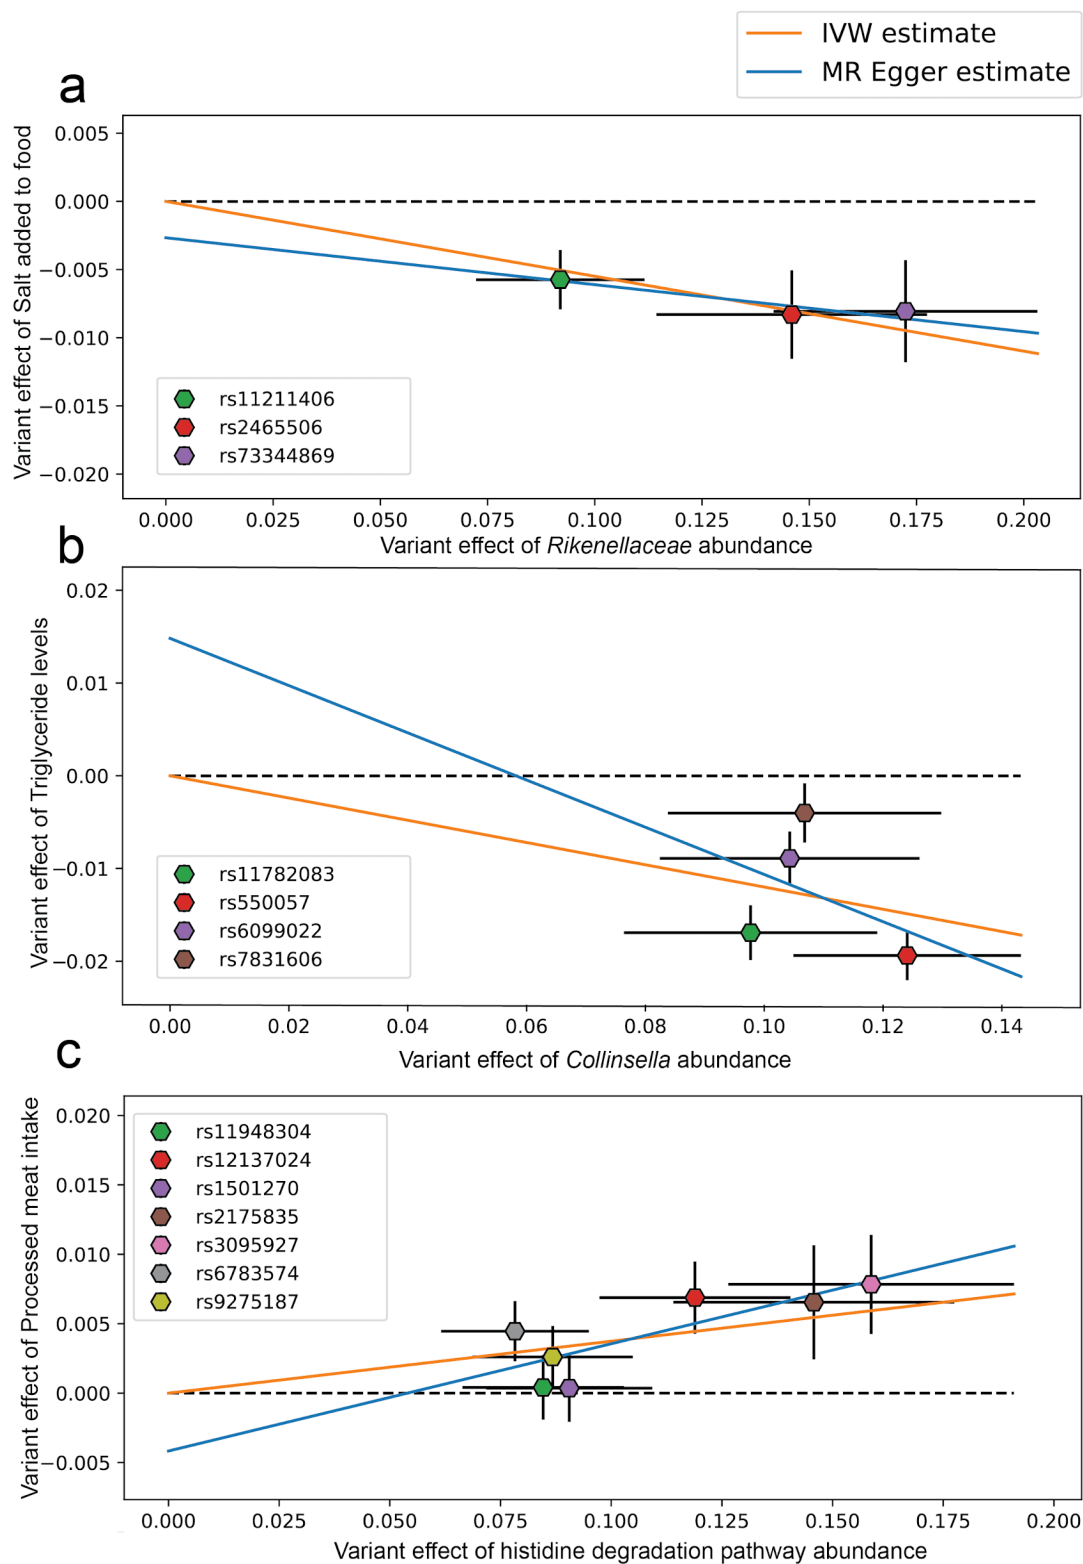 IVW estimate
MR Egger estimate
a
Variant effect of Salt added to food
0.005
0.000
−0.005
−0.010
−0.015
−0.020
rs11211406
rs2465506
rs73344869
0.000 0.025 0.050 0.075 0.100 0.125 0.150 0.175 0.200
Variant effect of Rikenellaceae abundance
b
Variant effect of Triglyceride levels
0.02
0.01
0.00
−0.01
−0.02
rs11782083
rs550057
rs6099022
rs7831606
0.00 0.02 0.04 0.06 0.08 0.10 0.12 0.14
Variant effect of Collinsella abundance
c
Variant effect of Processed meat intake
0.020
0.015
0.010
0.005
0.000
−0.005
rs11948304
rs12137024
rs1501270
rs2175835
rs3095927
rs6783574
rs9275187
0.000 0.025 0.050 0.075 0.100 0.125 0.150 0.175 0.200
Variant effect of histidine degradation pathway abundance